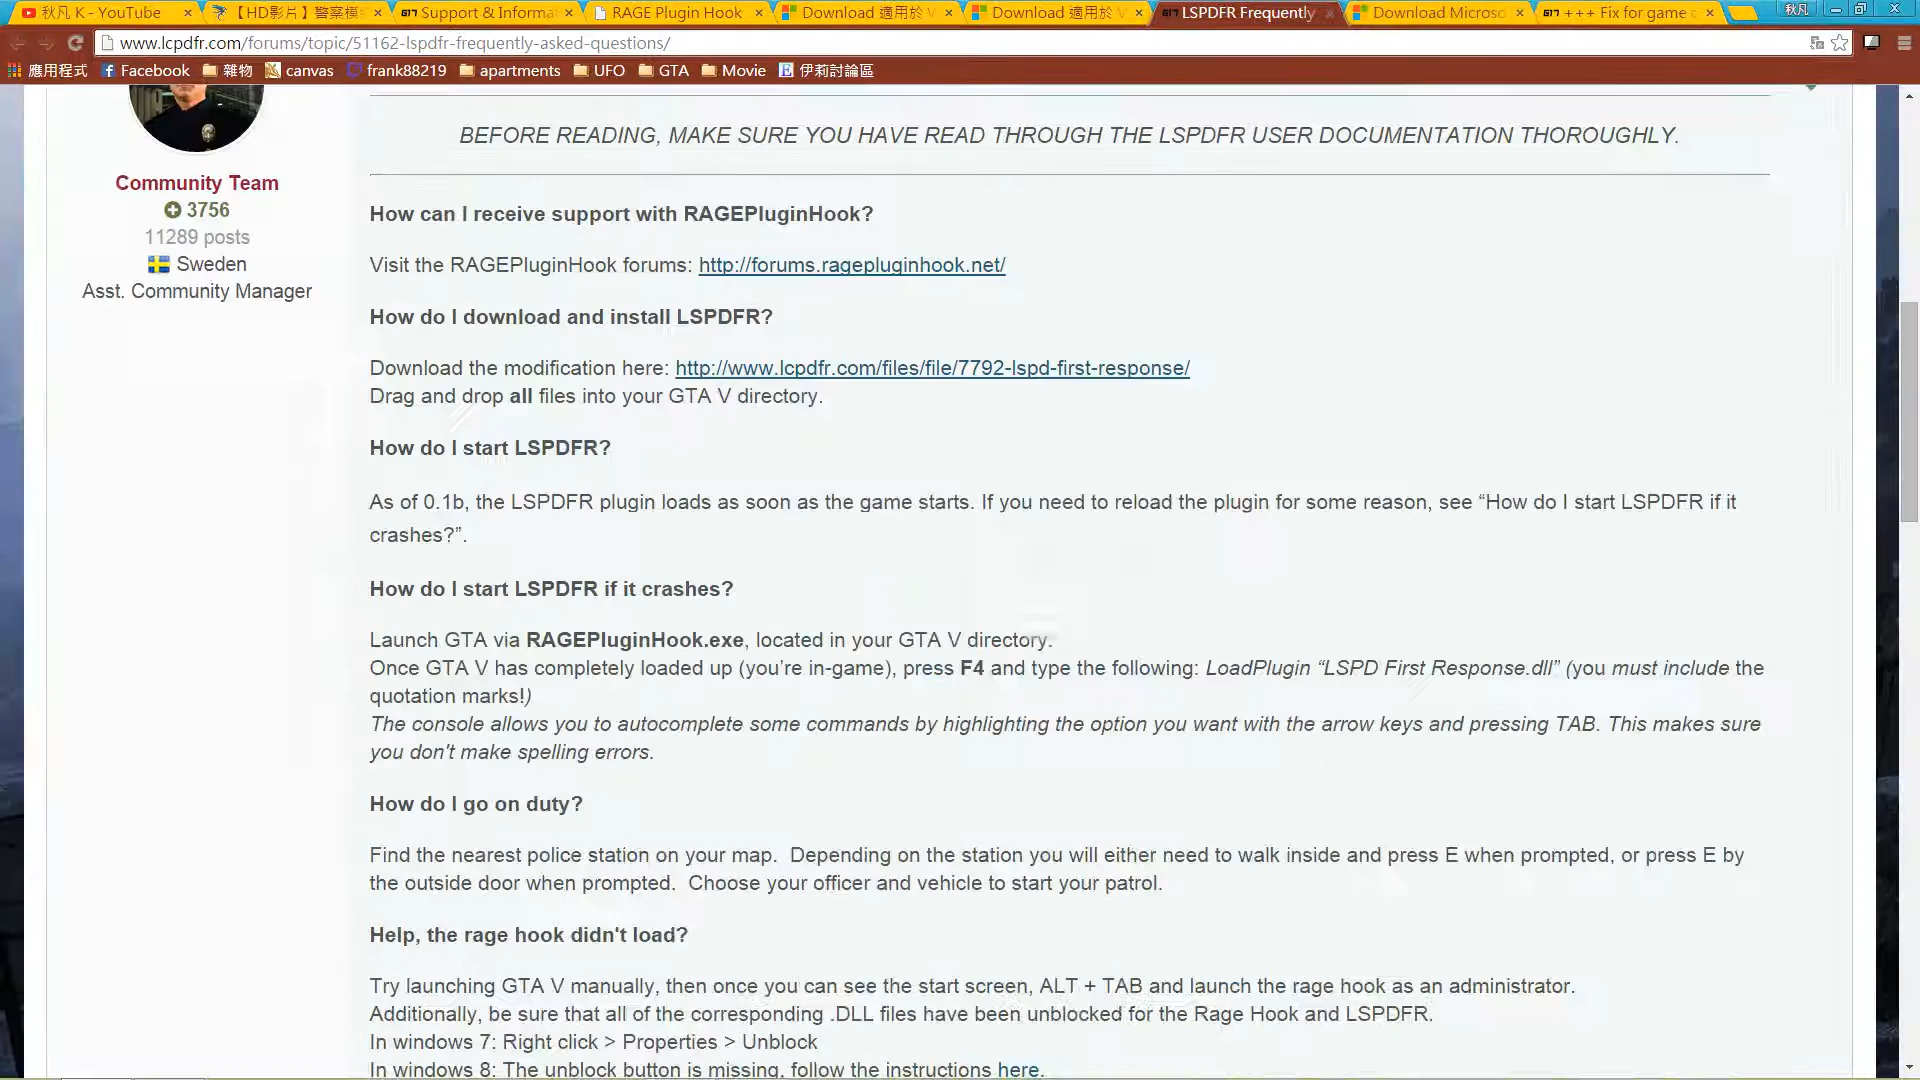 秋凡 K - YouTube
【HD影片】警察模
Support & Informa
RAGE Plugin Hook
Download 適用於 V
Download 適用於 V
LSPDFR Frequently
Download Microso
+++ Fix for game c
秋凡
www.lcpdfr.com/forums/topic/51162-lspdfr-frequently-asked-questions/
應用程式 Facebook 雜物 canvas frank88219 apartments UFO GTA Movie 伊莉討論區
BEFORE READING, MAKE SURE YOU HAVE READ THROUGH THE LSPDFR USER DOCUMENTATION THOROUGHLY.
Community Team
3756
11289 posts
Sweden
Asst. Community Manager
How can I receive support with RAGEPluginHook?
Visit the RAGEPluginHook forums: http://forums.ragepluginhook.net/
How do I download and install LSPDFR?
Download the modification here: http://www.lcpdfr.com/files/file/7792-lspd-first-response/
Drag and drop all files into your GTA V directory.
How do I start LSPDFR?
As of 0.1b, the LSPDFR plugin loads as soon as the game starts. If you need to reload the plugin for some reason, see “How do I start LSPDFR if it
crashes?”.
How do I start LSPDFR if it crashes?
Launch GTA via RAGEPluginHook.exe, located in your GTA V directory.
Once GTA V has completely loaded up (you’re in-game), press F4 and type the following: LoadPlugin “LSPD First Response.dll” (you must include the
quotation marks!)
The console allows you to autocomplete some commands by highlighting the option you want with the arrow keys and pressing TAB. This makes sure
you don't make spelling errors.
How do I go on duty?
Find the nearest police station on your map.  Depending on the station you will either need to walk inside and press E when prompted, or press E by
the outside door when prompted.  Choose your officer and vehicle to start your patrol.
Help, the rage hook didn't load?
Try launching GTA V manually, then once you can see the start screen, ALT + TAB and launch the rage hook as an administrator.
Additionally, be sure that all of the corresponding .DLL files have been unblocked for the Rage Hook and LSPDFR.
In windows 7: Right click > Properties > Unblock
In windows 8: The unblock button is missing, follow the instructions here.